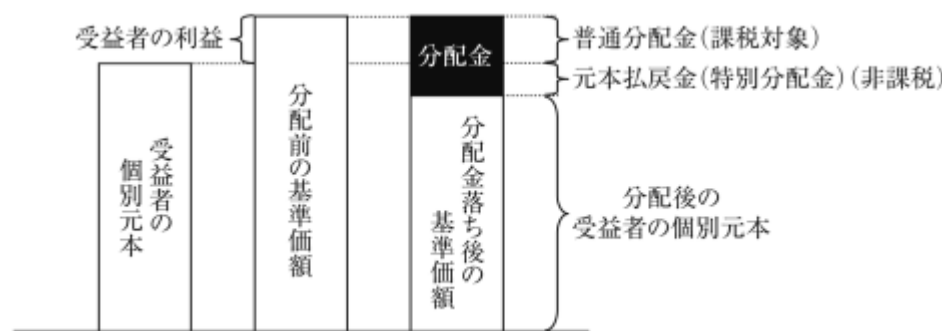 受益者の利益
受益者の
個別元本
分配前の基準価額
分配金
分配金落ち後の
基準価額
普通分配金(課税対象)
元本払戻金(特別分配金)(非課税)
分配後の
受益者の個別元本